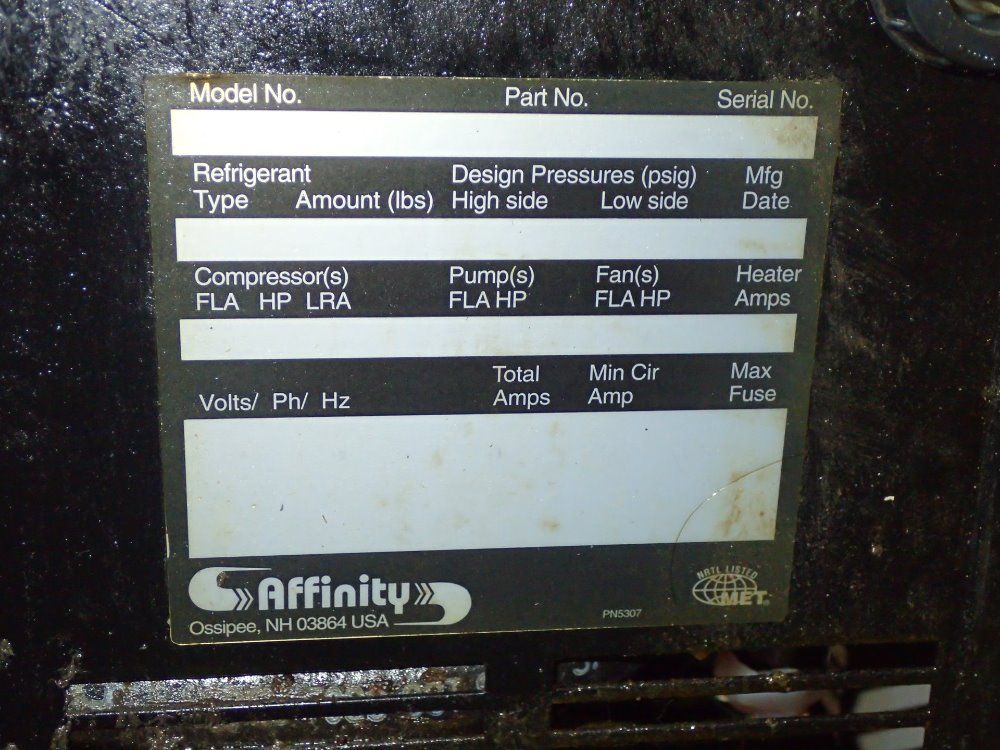 Model No. Part No. Serial No.
Refrigerant Design Pressures (psig) Mfg
Type Amount (lbs) High side Low side Date
Compressor(s) Pump(s) Fan(s) Heater
FLA HP LRA FLA HP FLA HP Amps
Total Min Cir Max
Volts/ Ph/ Hz Amps Amp Fuse
Affinity
Ossipee, NH 03864 USA
PN5307
NRTL LISTED
MET